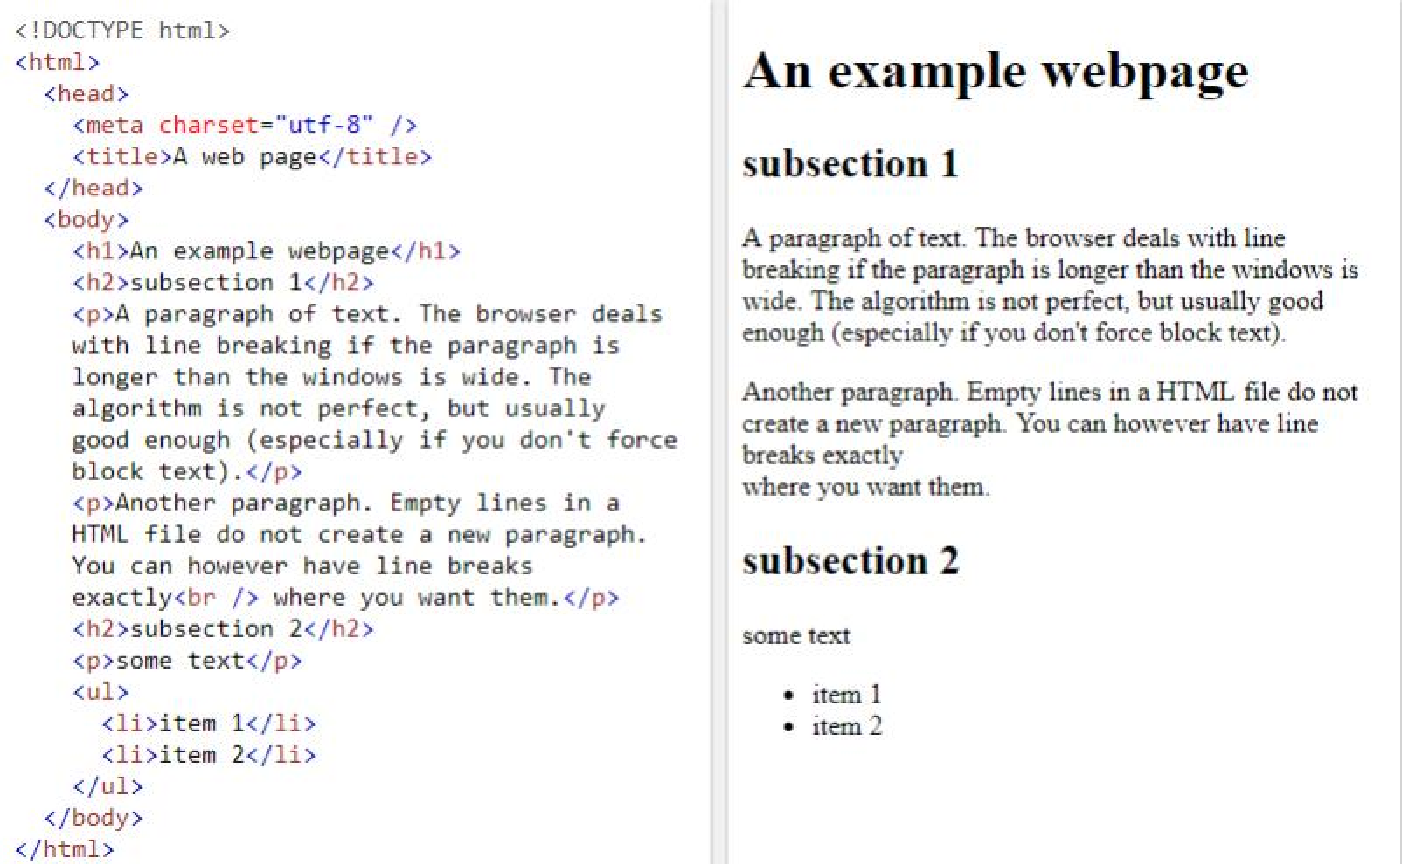 <!DOCTYPE html>
<html>
<head>
<meta charset="utf-8" />
<title>A web page</title>
</head>
<body>
<h1>An example webpage</h1>
<h2>subsection 1</h2>
<p>A paragraph of text. The browser deals
with line breaking if the paragraph is
longer than the windows is wide. The
algorithm is not perfect, but usually
good enough (especially if you don't force
block text).</p>
<p>Another paragraph. Empty lines in a
HTML file do not create a new paragraph.
You can however have line breaks
exactly<br /> where you want them.</p>
<h2>subsection 2</h2>
<p>some text</p>
<ul>
<li>item 1</li>
<li>item 2</li>
</ul>
</body>
</html>
An example webpage
subsection 1
A paragraph of text. The browser deals with line
breaking if the paragraph is longer than the windows is
wide. The algorithm is not perfect, but usually good
enough (especially if you don't force block text).
Another paragraph. Empty lines in a HTML file do not
create a new paragraph. You can however have line
breaks exactly
where you want them.
subsection 2
some text
• item 1
• item 2